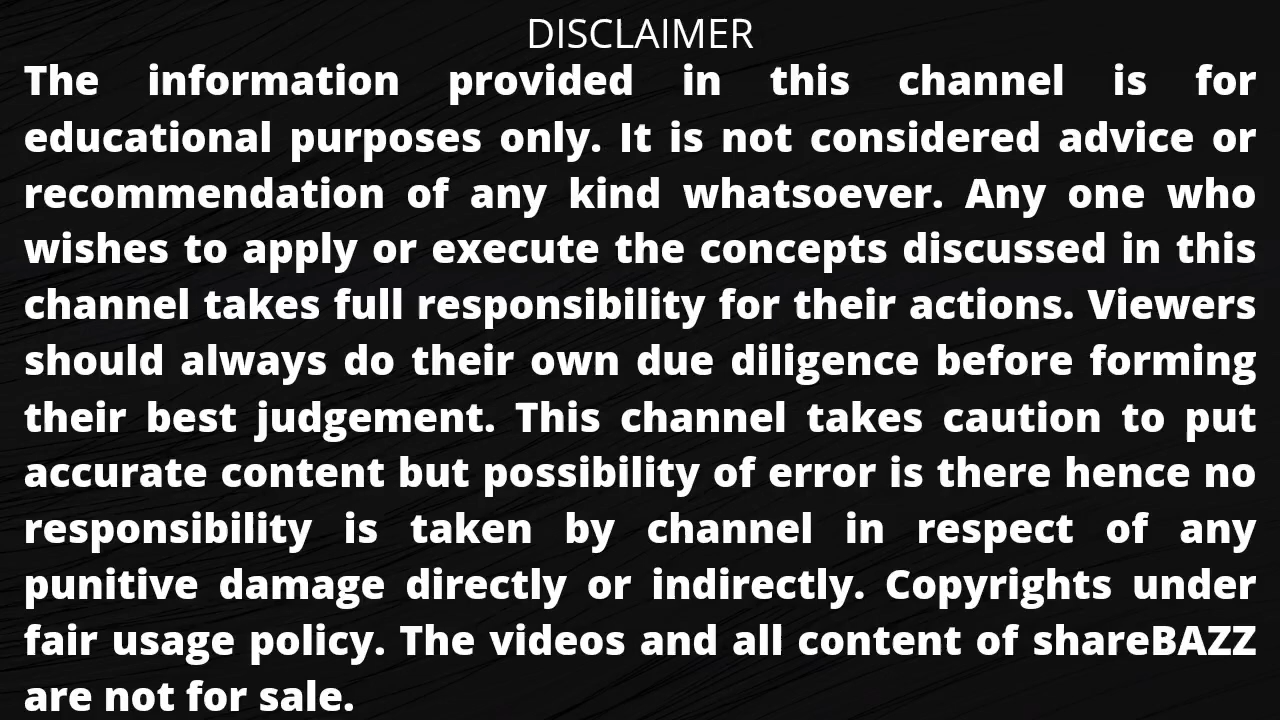 DISCLAIMER
The information provided in this channel is for
educational purposes only. It is not considered advice or
recommendation of any kind whatsoever. Any one who
wishes to apply or execute the concepts discussed in this
channel takes full responsibility for their actions. Viewers
should always do their own due diligence before forming
their best judgement. This channel takes caution to put
accurate content but possibility of error is there hence no
responsibility is taken by channel in respect of any
punitive damage directly or indirectly. Copyrights under
fair usage policy. The videos and all content of shareBAZZ
are not for sale.